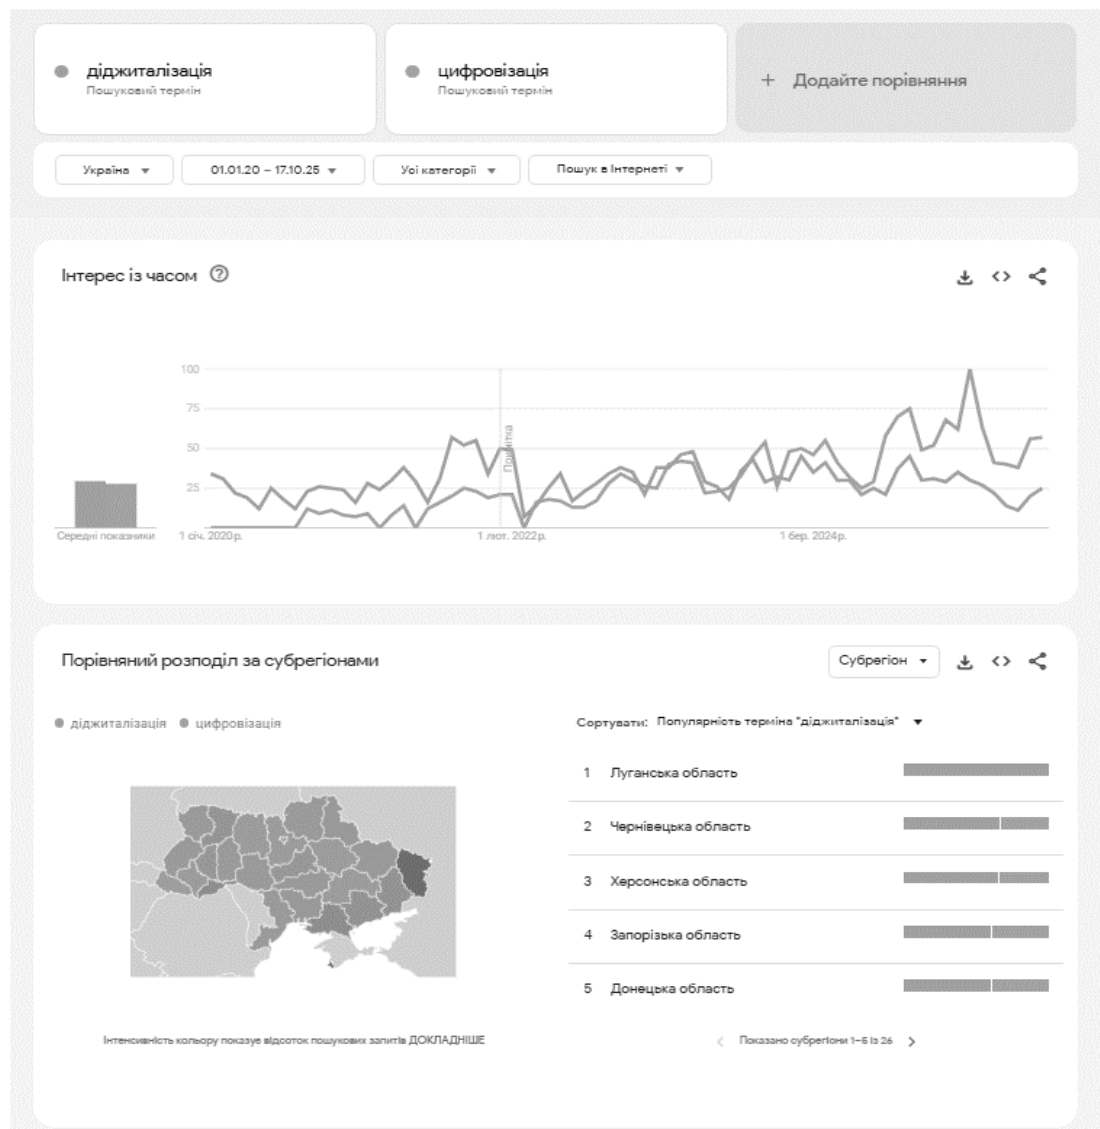 діджиталізація
Пошуковий термін
цифровізація
Пошуковий термін
+ Додайте порівняння
Україна
01.01.20 – 17.10.25
Усі категорії
Пошук в Інтернеті
Інтерес із часом
100
75
50
25
Примітка
Середні показники
1 січ. 2020 р.
1 лют. 2022 р.
1 бер. 2024 р.
Порівняний розподіл за субрегіонами
Субрегіон
діджиталізація цифровізація
Сортувати: Популярність терміна "діджиталізація"
1 Луганська область
2 Чернівецька область
3 Херсонська область
4 Запорізька область
5 Донецька область
Інтенсивність кольору показує відсоток пошукових запитів ДОКЛАДНІШЕ
Показано субрегіони 1–5 із 26